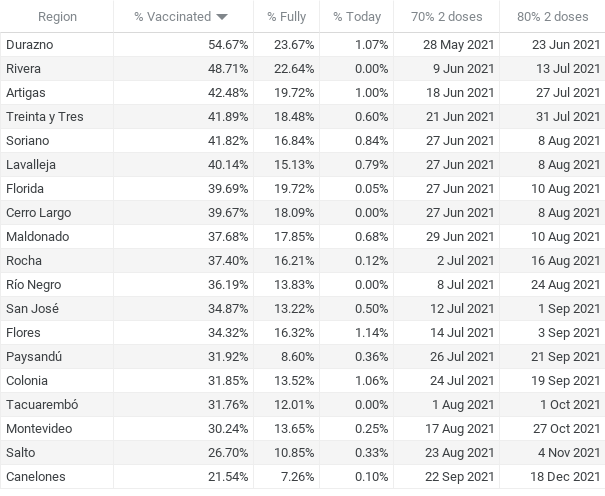 Region % Vaccinated % Fully % Today 70% 2 doses 80% 2 doses
Durazno 54.67% 23.67% 1.07% 28 May 2021 23 Jun 2021
Rivera 48.71% 22.64% 0.00% 9 Jun 2021 13 Jul 2021
Artigas 42.48% 19.72% 1.00% 18 Jun 2021 27 Jul 2021
Treinta y Tres 41.89% 18.48% 0.60% 21 Jun 2021 31 Jul 2021
Soriano 41.82% 16.84% 0.84% 27 Jun 2021 8 Aug 2021
Lavalleja 40.14% 15.13% 0.79% 27 Jun 2021 8 Aug 2021
Florida 39.69% 19.72% 0.05% 27 Jun 2021 10 Aug 2021
Cerro Largo 39.67% 18.09% 0.00% 27 Jun 2021 8 Aug 2021
Maldonado 37.68% 17.85% 0.68% 29 Jun 2021 10 Aug 2021
Rocha 37.40% 16.21% 0.12% 2 Jul 2021 16 Aug 2021
Río Negro 36.19% 13.83% 0.00% 8 Jul 2021 24 Aug 2021
San José 34.87% 13.22% 0.50% 12 Jul 2021 1 Sep 2021
Flores 34.32% 16.32% 1.14% 14 Jul 2021 3 Sep 2021
Paysandú 31.92% 8.60% 0.36% 26 Jul 2021 21 Sep 2021
Colonia 31.85% 13.52% 1.06% 24 Jul 2021 19 Sep 2021
Tacuarembó 31.76% 12.01% 0.00% 1 Aug 2021 1 Oct 2021
Montevideo 30.24% 13.65% 0.25% 17 Aug 2021 27 Oct 2021
Salto 26.70% 10.85% 0.33% 23 Aug 2021 4 Nov 2021
Canelones 21.54% 7.26% 0.10% 22 Sep 2021 18 Dec 2021